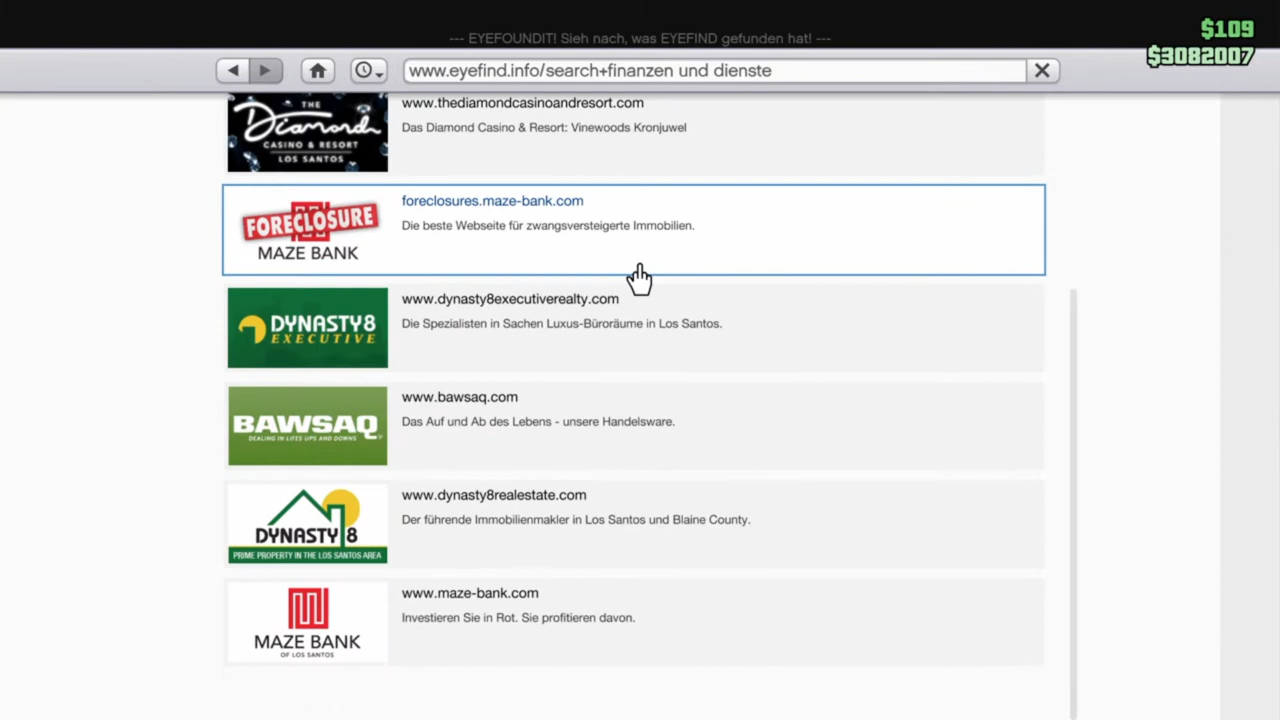 $109
--- EYEFOUNDIT! Sieh nach, was EYEFIND gefunden hat! ---
$3082007
www.eyefind.info/search+finanzen und dienste
THE
Diamond
CASINO & RESORT
LOS SANTOS
www.thediamondcasinoandresort.com
Das Diamond Casino & Resort: Vinewoods Kronjuwel
FORECLOSURE
MAZE BANK
foreclosures.maze-bank.com
Die beste Webseite für zwangsversteigerte Immobilien.
DYNASTY8
EXECUTIVE
www.dynasty8executiverealty.com
Die Spezialisten in Sachen Luxus-Büroräume in Los Santos.
BAWSAQ
DEALING IN LIFES UPS AND DOWNS
www.bawsaq.com
Das Auf und Ab des Lebens - unsere Handelsware.
DYNASTY 8
PRIME PROPERTY IN THE LOS SANTOS AREA
www.dynasty8realestate.com
Der führende Immobilienmakler in Los Santos und Blaine County.
MAZE BANK
OF LOS SANTOS
www.maze-bank.com
Investieren Sie in Rot. Sie profitieren davon.